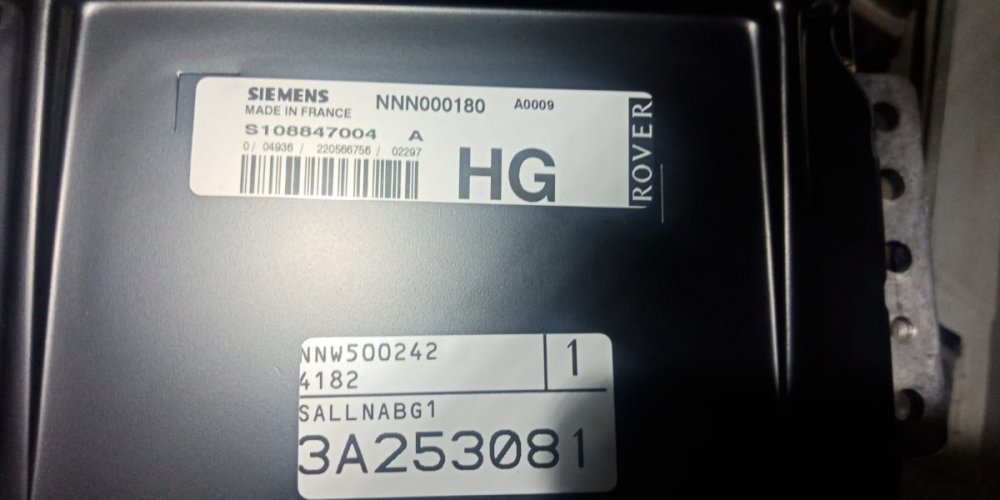 SIEMENS NNN000180 A0009
MADE IN FRANCE
S108847004 A
0/ 04936 / 220566756 / 02297
HG
ROVER
NNW500242 1
4182
SALLNABG1
3A253081